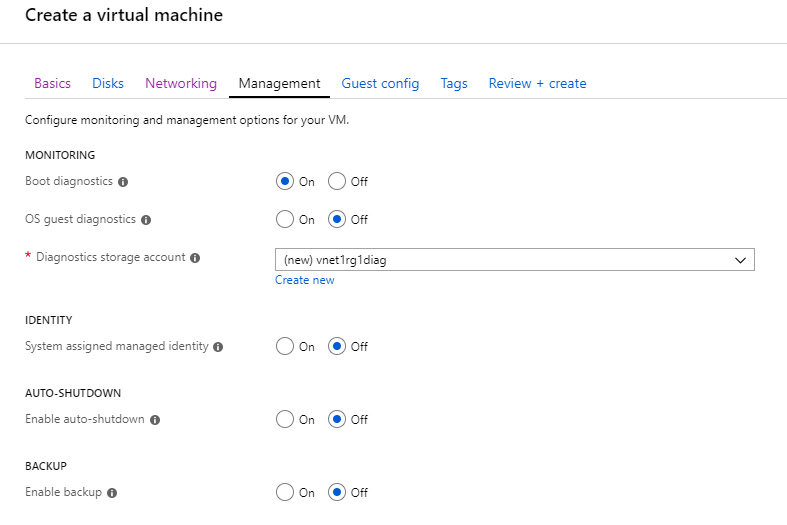 Create a virtual machine
Basics Disks Networking Management Guest config Tags Review + create
Configure monitoring and management options for your VM.
MONITORING
Boot diagnostics On Off
OS guest diagnostics On Off
* Diagnostics storage account (new) vnet1rg1diag
Create new
IDENTITY
System assigned managed identity On Off
AUTO-SHUTDOWN
Enable auto-shutdown On Off
BACKUP
Enable backup On Off